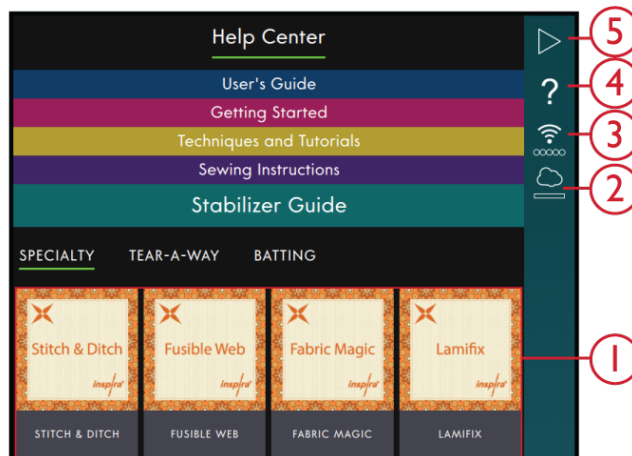 Help Center
User's Guide
Getting Started
Techniques and Tutorials
Sewing Instructions
Stabilizer Guide
SPECIALTY TEAR-A-WAY BATTING
Stitch & Ditch Fusible Web Fabric Magic Lamifix
inspira inspira inspira inspira
STITCH & DITCH FUSIBLE WEB FABRIC MAGIC LAMIFIX
5
?
4
3
2
1